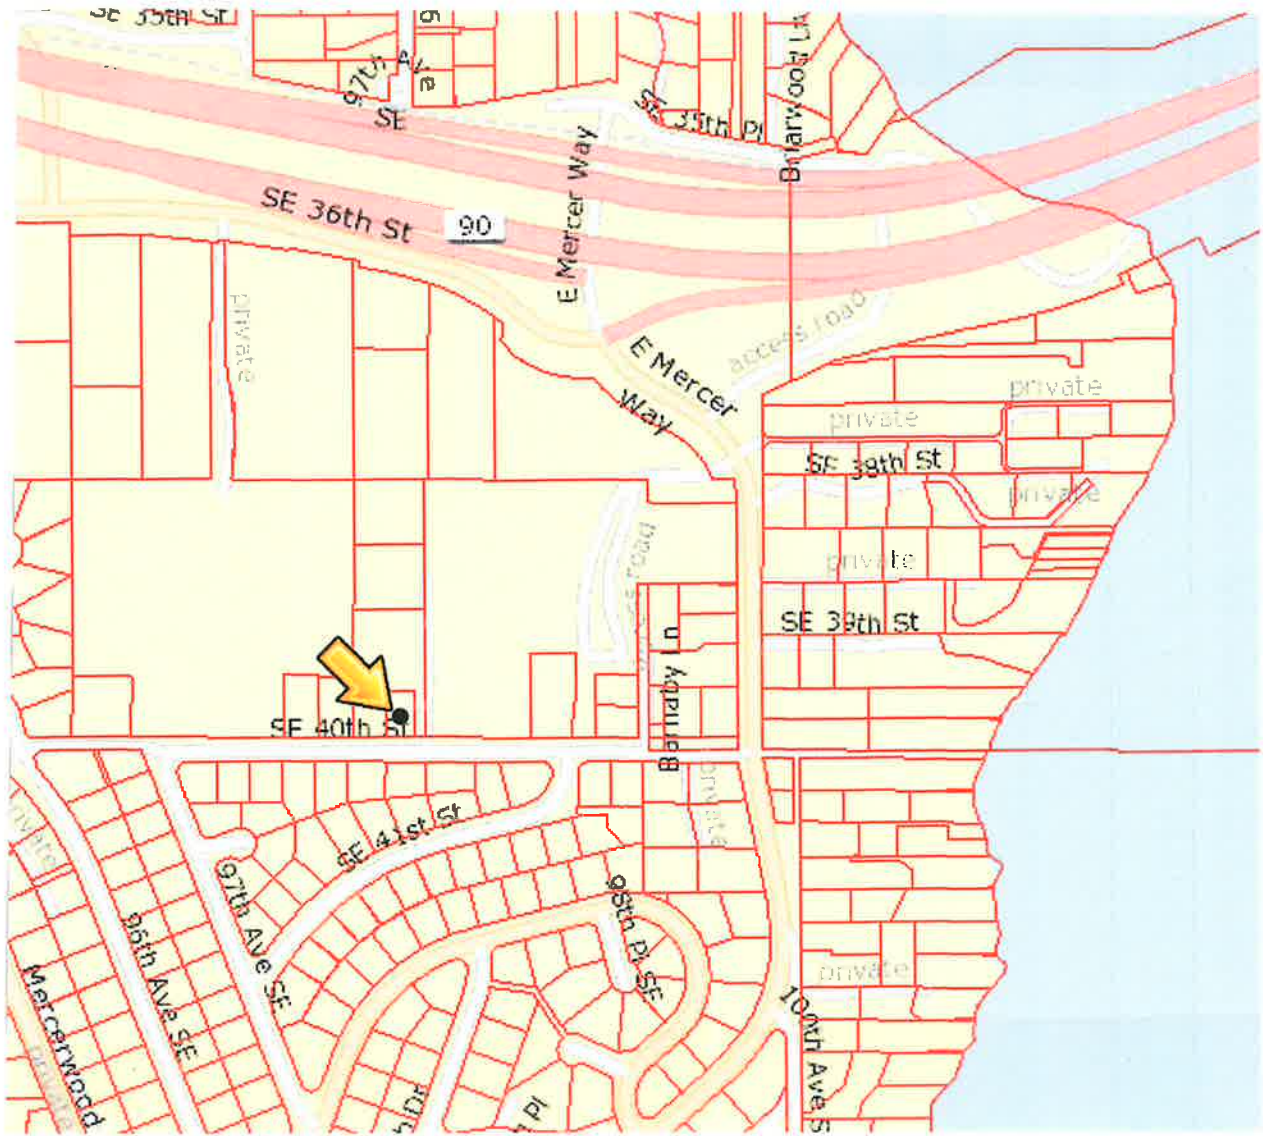 SE 35th St
97th Ave
SE
SE 35th Pl
Briarwood Ln
SE 36th St
90
E Mercer Way
private
E Mercer
Way
access road
private
private
SE 38th St
private
private
SE 39th St
road
Barnaby Ln
SE 40th St
private
private
SE 41st St
97th Ave SE
96th Ave SE
98th Pl SE
private
100th Ave S
Mercerwood
private
Dr
Pl